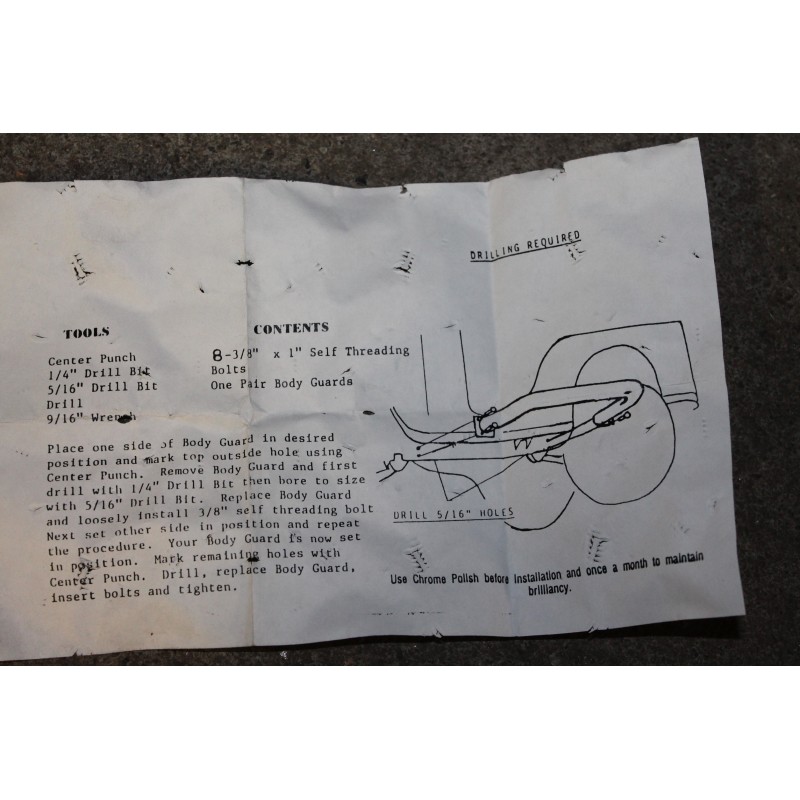 DRILLING REQUIRED
TOOLS
Center Punch
1/4" Drill Bit
5/16" Drill Bit
Drill
9/16" Wrench
CONTENTS
8-3/8" x 1" Self Threading
Bolts
One Pair Body Guards
Place one side of Body Guard in desired
position and mark top outside hole using
Center Punch. Remove Body Guard and first
drill with 1/4" Drill Bit then bore to size
with 5/16" Drill Bit. Replace Body Guard
and loosely install 3/8" self threading bolt
Next set other side in position and repeat
the procedure. Your Body Guard is now set
in position. Mark remaining holes with
Center Punch. Drill, replace Body Guard,
insert bolts and tighten.
DRILL 5/16" HOLES
Use Chrome Polish before installation and once a month to maintain
brilliancy.